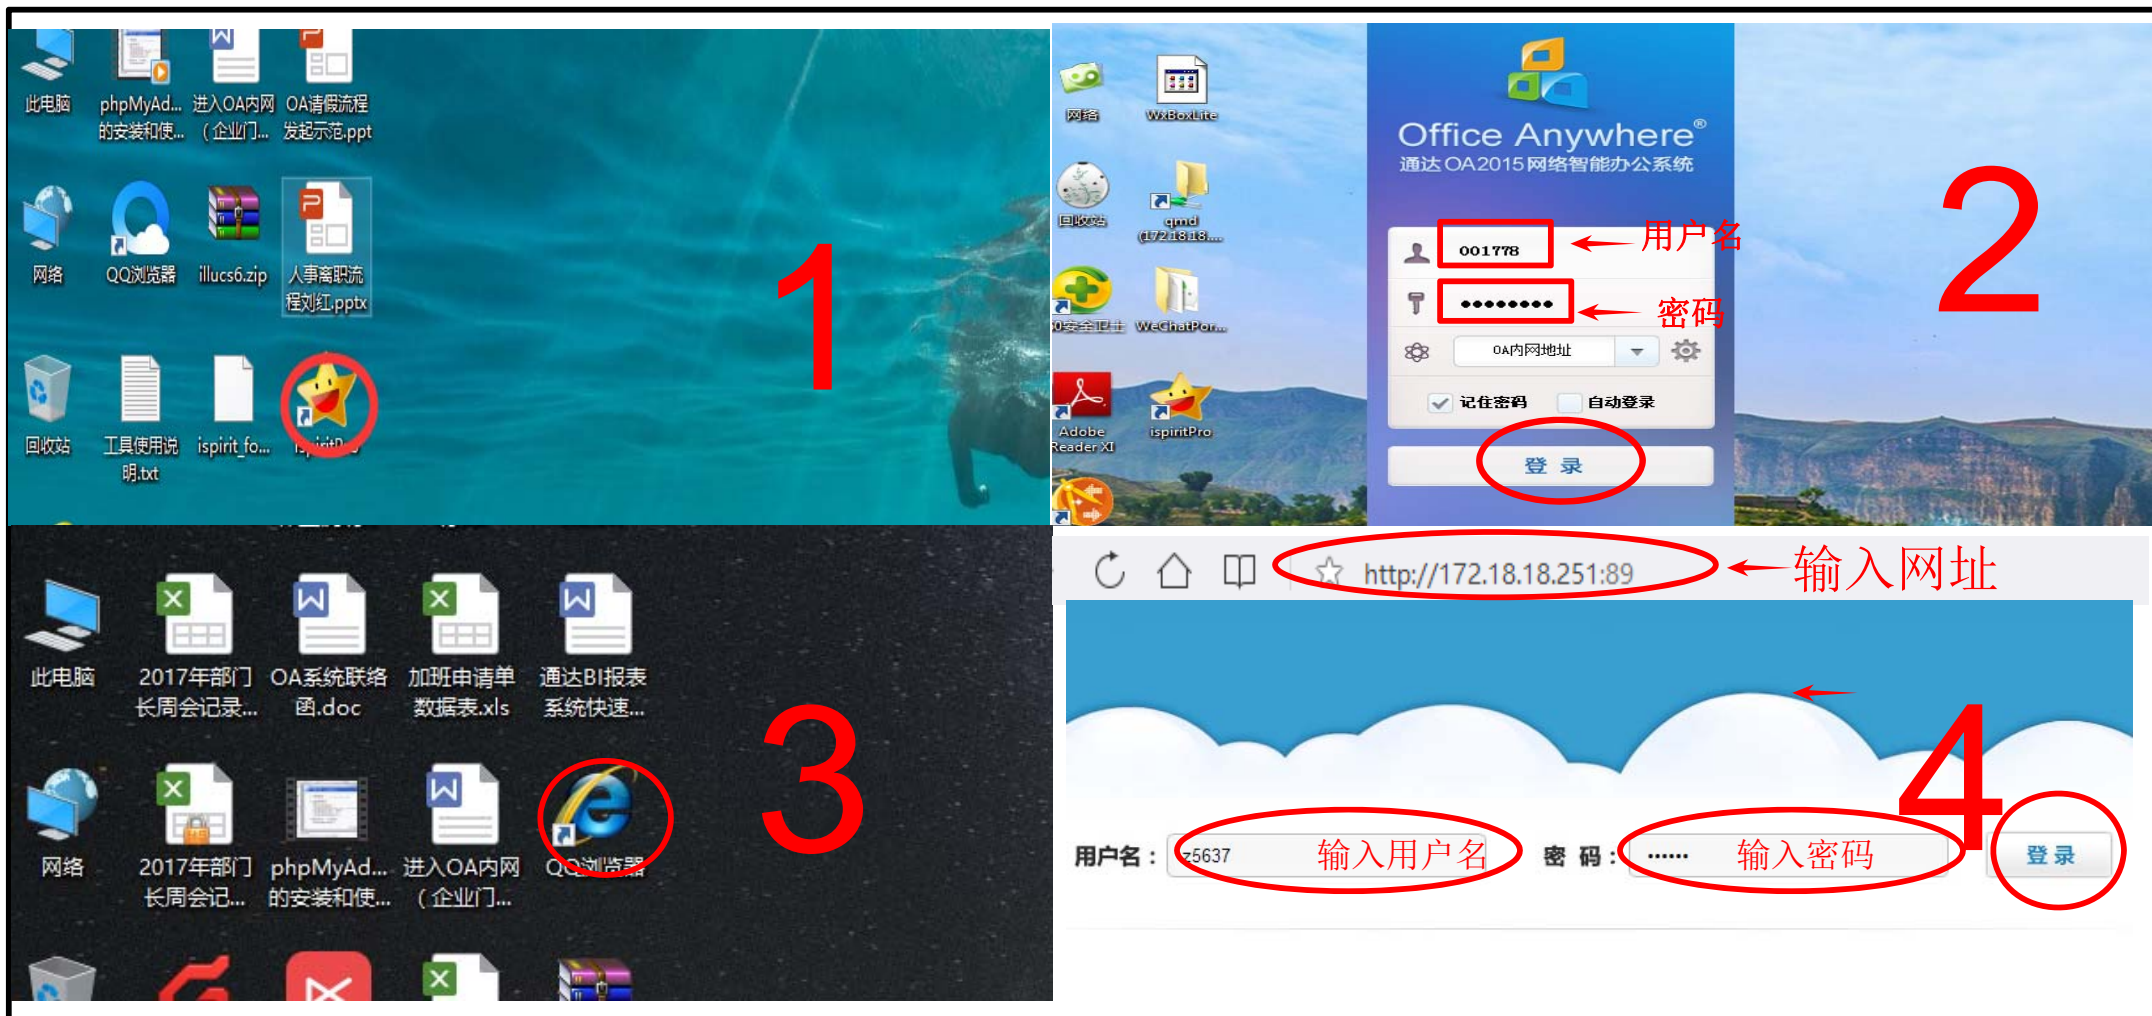 此电脑
phpMyAd...
的安装和使...
进入OA内网
(企业门...
OA请假流程
发起示范.ppt
网络
QQ浏览器
illucs6.zip
人事离职流
程刘红.pptx
1
回收站
工具使用说
明.txt
ispirit_fo...
网络
WxBoxLite
回收站
qmd
(172.18.18....
WeChatPor...
Adobe
Reader XI
ispiritPro
Office Anywhere®
通达OA2015网络智能办公系统
001778
用户名
密码
OA内网地址
记住密码
自动登录
登 录
2
此电脑
2017年部门
长周会记录...
OA系统联络
函.doc
加班申请单
数据表.xls
通达BI报表
系统快速...
网络
2017年部门
长周会记...
phpMyAd...
的安装和使...
进入OA内网
(企业门...
QQ浏览器
3
http://172.18.18.251:89
输入网址
4
用户名：
z5637
输入用户名
密 码：
输入密码
登 录